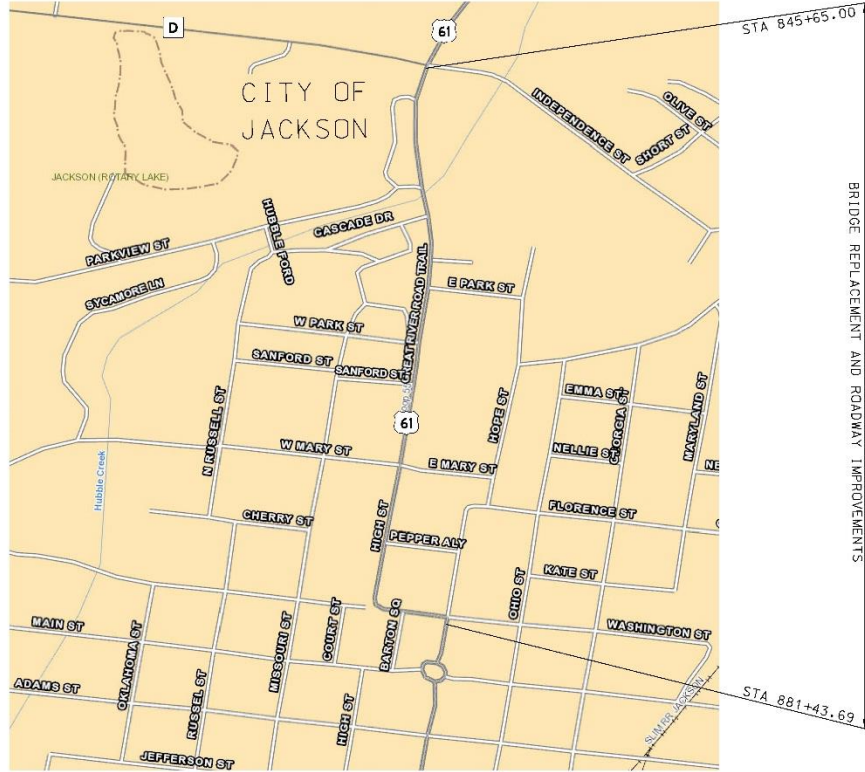 61
STA 845+65.00
D
CITY OF
JACKSON
INDEPENDENCE ST
OLIVE ST
SHORT ST
JACKSON (ROTARY LAKE)
HUBBLE FORD
CASCADE DR
PARKVIEW ST
SYCAMORE LN
GREAT RIVER ROAD TRAIL
E PARK ST
W PARK ST
SANFORD ST
SANFORD ST
BRIDGE REPLACEMENT AND ROADWAY IMPROVEMENTS
EMMA ST
GEORGIA ST
MARYLAND ST
HOPE ST
N RUSSELL ST
61
W MARY ST
E MARY ST
NELLIE ST
NE
Hubble Creek
CHERRY ST
HIGH ST
FLORENCE ST
PEPPER ALY
KATE ST
OHIO ST
MAIN ST
OKLAHOMA ST
MISSOURI ST
COURT ST
BARTON SQ
WASHINGTON ST
ADAMS ST
RUSSEL ST
HIGH ST
SLIM RR JACKSON
STA 881+43.69
JEFFERSON ST